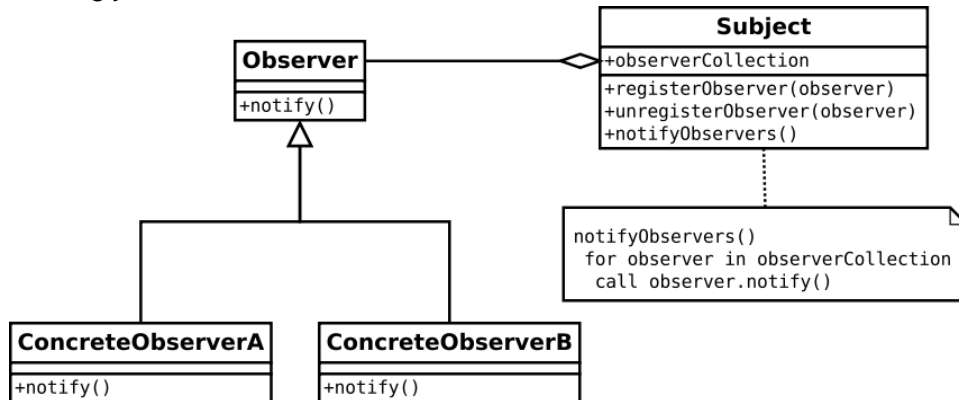 Subject
+observerCollection
+registerObserver(observer)
+unregisterObserver(observer)
+notifyObservers()
Observer
+notify()
notifyObservers()
for observer in observerCollection
call observer.notify()
ConcreteObserverA
+notify()
ConcreteObserverB
+notify()